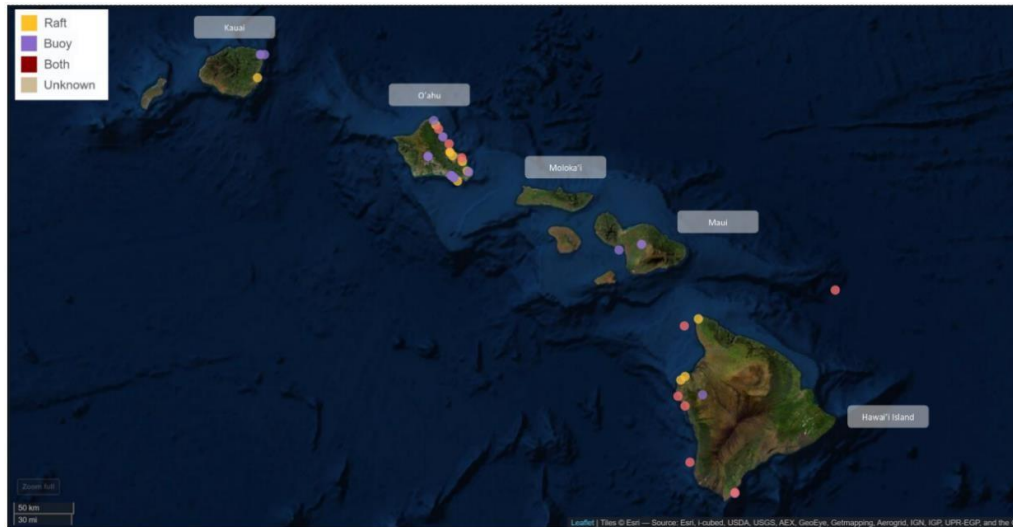 Raft
Buoy
Both
Unknown
Kauai
O'ahu
Moloka'i
Maui
Hawai'i Island
Zoom full
50 km
30 mi
Leaflet | Tiles © Esri — Source: Esri, i-cubed, USDA, USGS, AEX, GeoEye, Getmapping, Aerogrid, IGN, IGP, UPR-EGP, and the